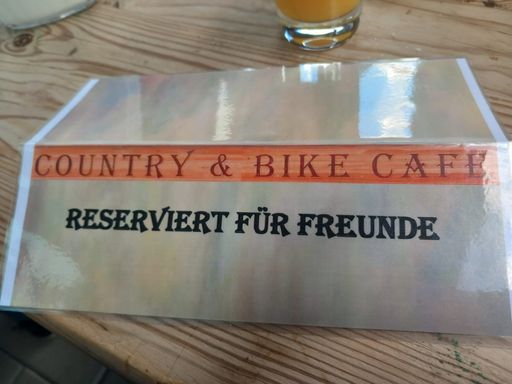 COUNTRY & BIKE CAFE
RESERVIERT FÜR FREUNDE